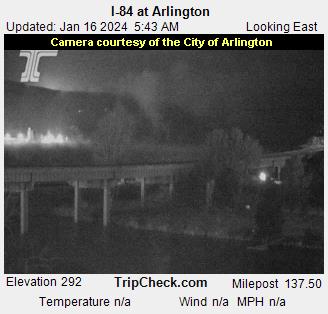 I-84 at Arlington
Updated: Jan 16 2024 5:43 AM Looking East
Camera courtesy of the City of Arlington
Elevation 292 TripCheck.com Milepost 137.50
Temperature n/a Wind n/a MPH n/a